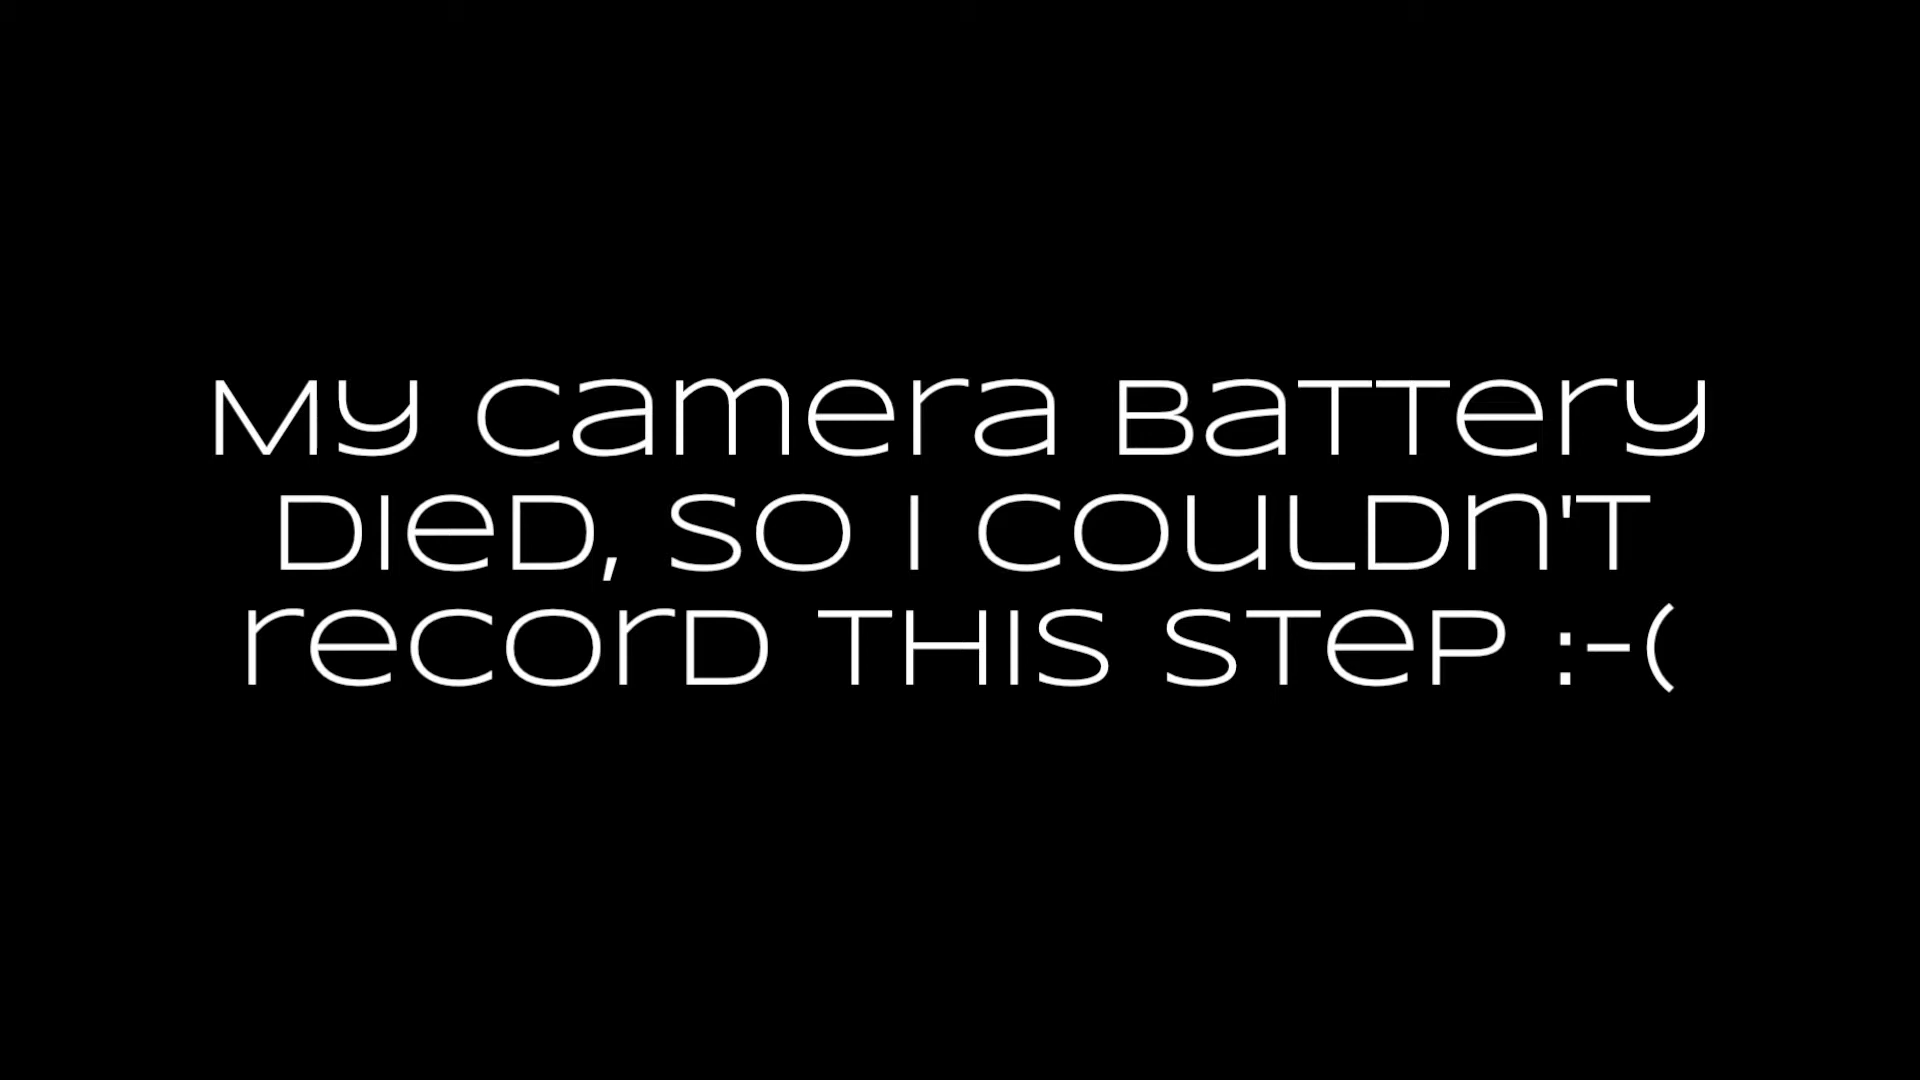 My camera battery
died, so I couldn't
record this step :-(